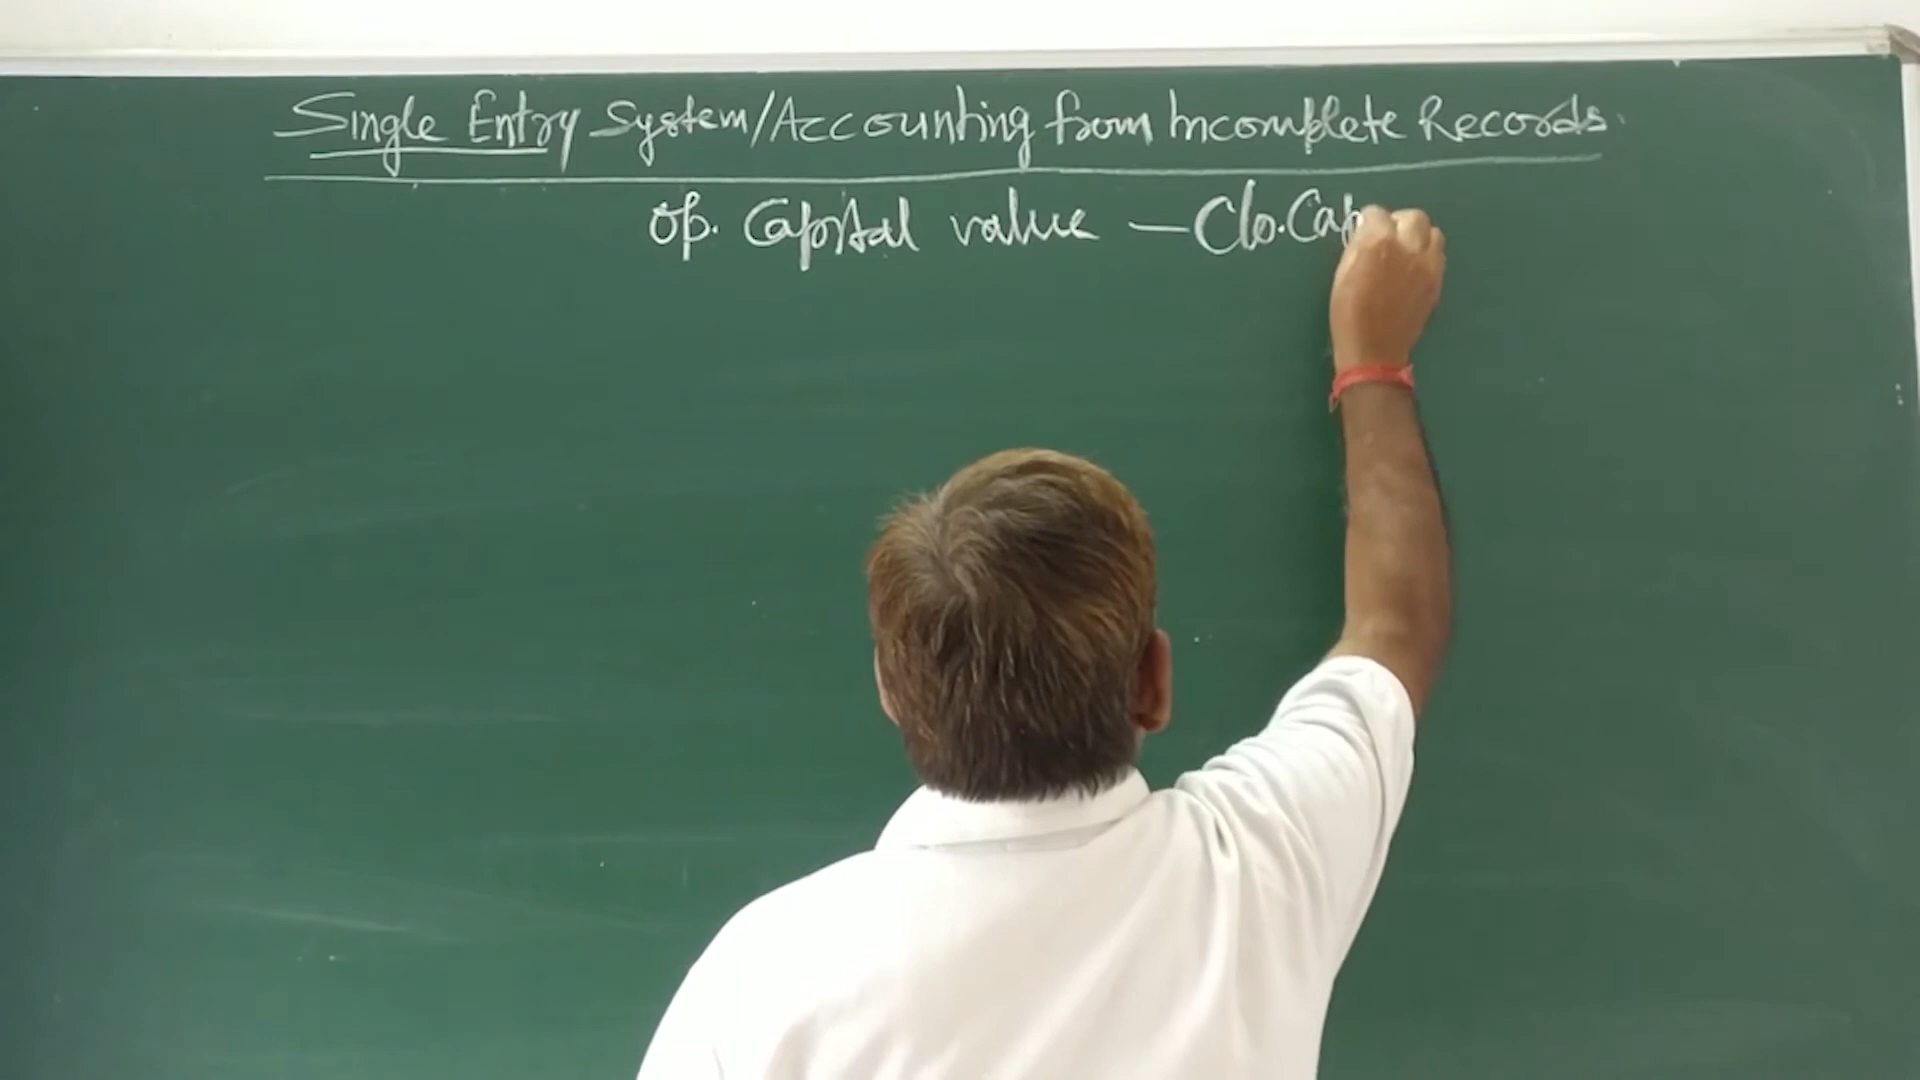 Single Entry System/Accounting from Incomplete Records.
Op. Capital value — Clo. Cap